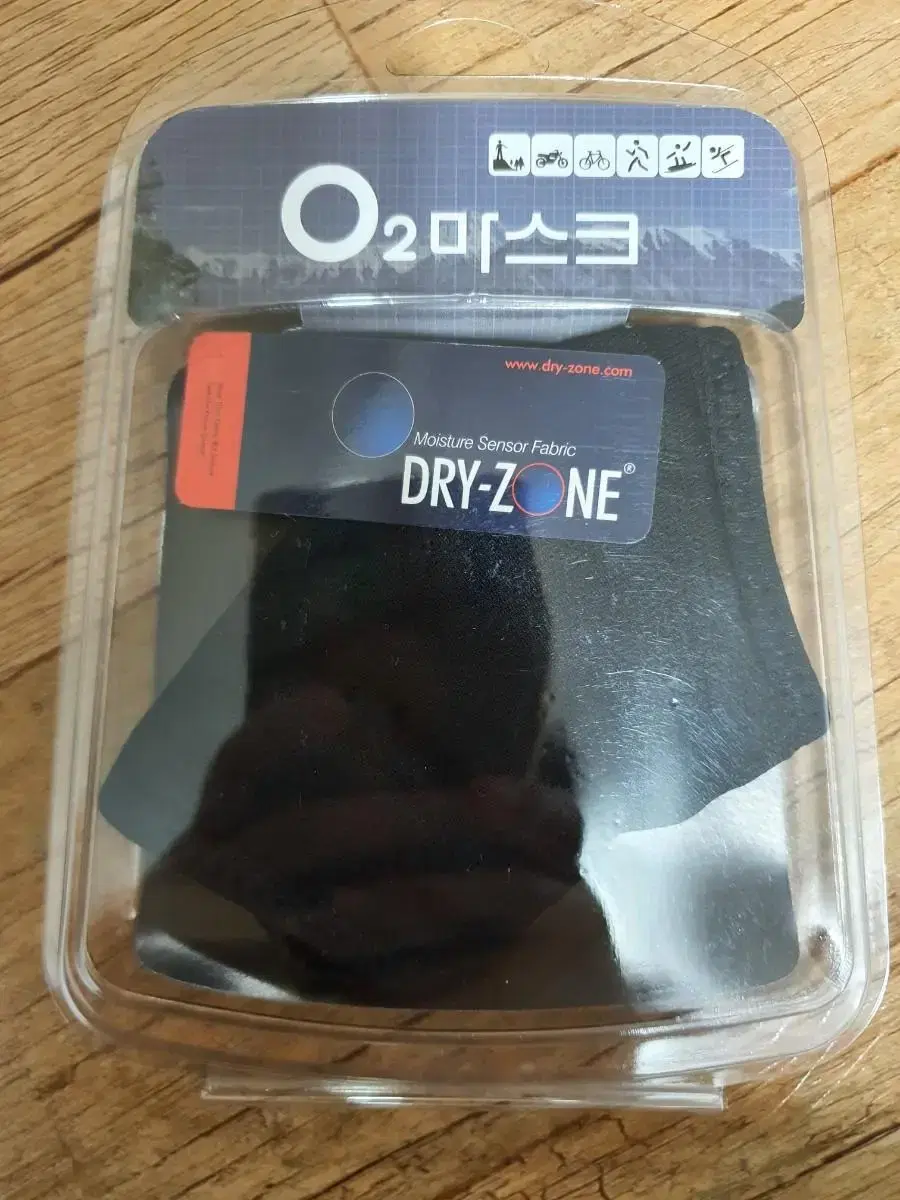 O2마스크
www.dry-zone.com
Moisture Sensor Fabric
DRY-ZONE®